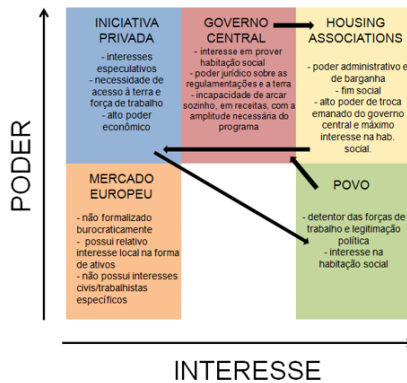 INICIATIVA
PRIVADA
- interesses
especulativos
- necessidade de
acesso à terra e
força de trabalho
- alto poder
econômico
GOVERNO
CENTRAL
- interesse em prover
habitação social
- poder jurídico sobre as
regulamentações e a terra
- incapacidade de arcar
sozinho, em receitas, com a
amplitude necessária do
programa
HOUSING
ASSOCIATIONS
- poder administrativo e
de barganha
- fim social
- alto poder de troca
emanado do governo
central e máximo
interesse na hab.
social.
MERCADO
EUROPEU
- não formalizado
burocraticamente
- possui relativo
interesse local na forma
de ativos
- não possui interesses
civis/trabalhistas
específicos
POVO
- detentor das forças de
trabalho e legitimação
política
- interesse na
habitação social
PODER
INTERESSE